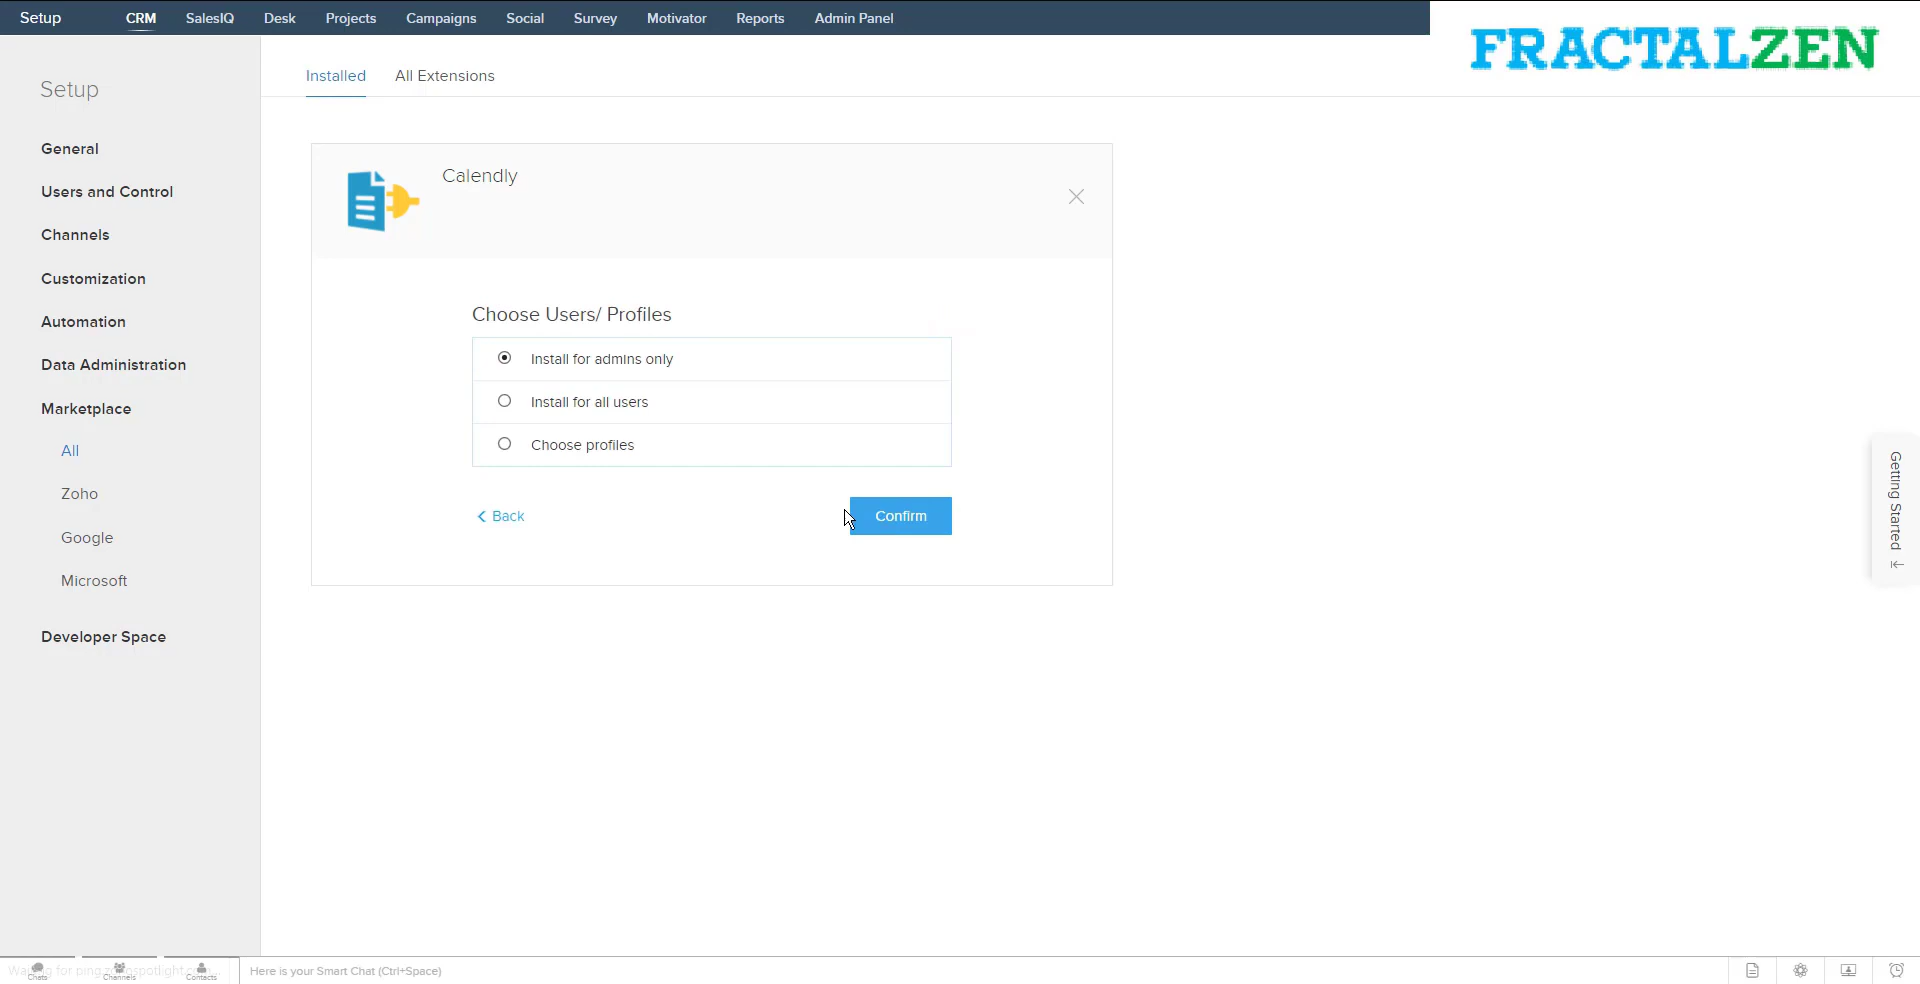 Setup CRM SalesIQ Desk Projects Campaigns Social Survey Motivator Reports Admin Panel
FRACTALZEN
Installed All Extensions
Setup
General
Users and Control
Channels
Customization
Automation
Data Administration
Marketplace
All
Zoho
Google
Microsoft
Developer Space
Calendly
Choose Users/ Profiles
Install for admins only
Install for all users
Choose profiles
Back Confirm
Getting Started
Chats Channels Contacts
Here is your Smart Chat (Ctrl+Space)